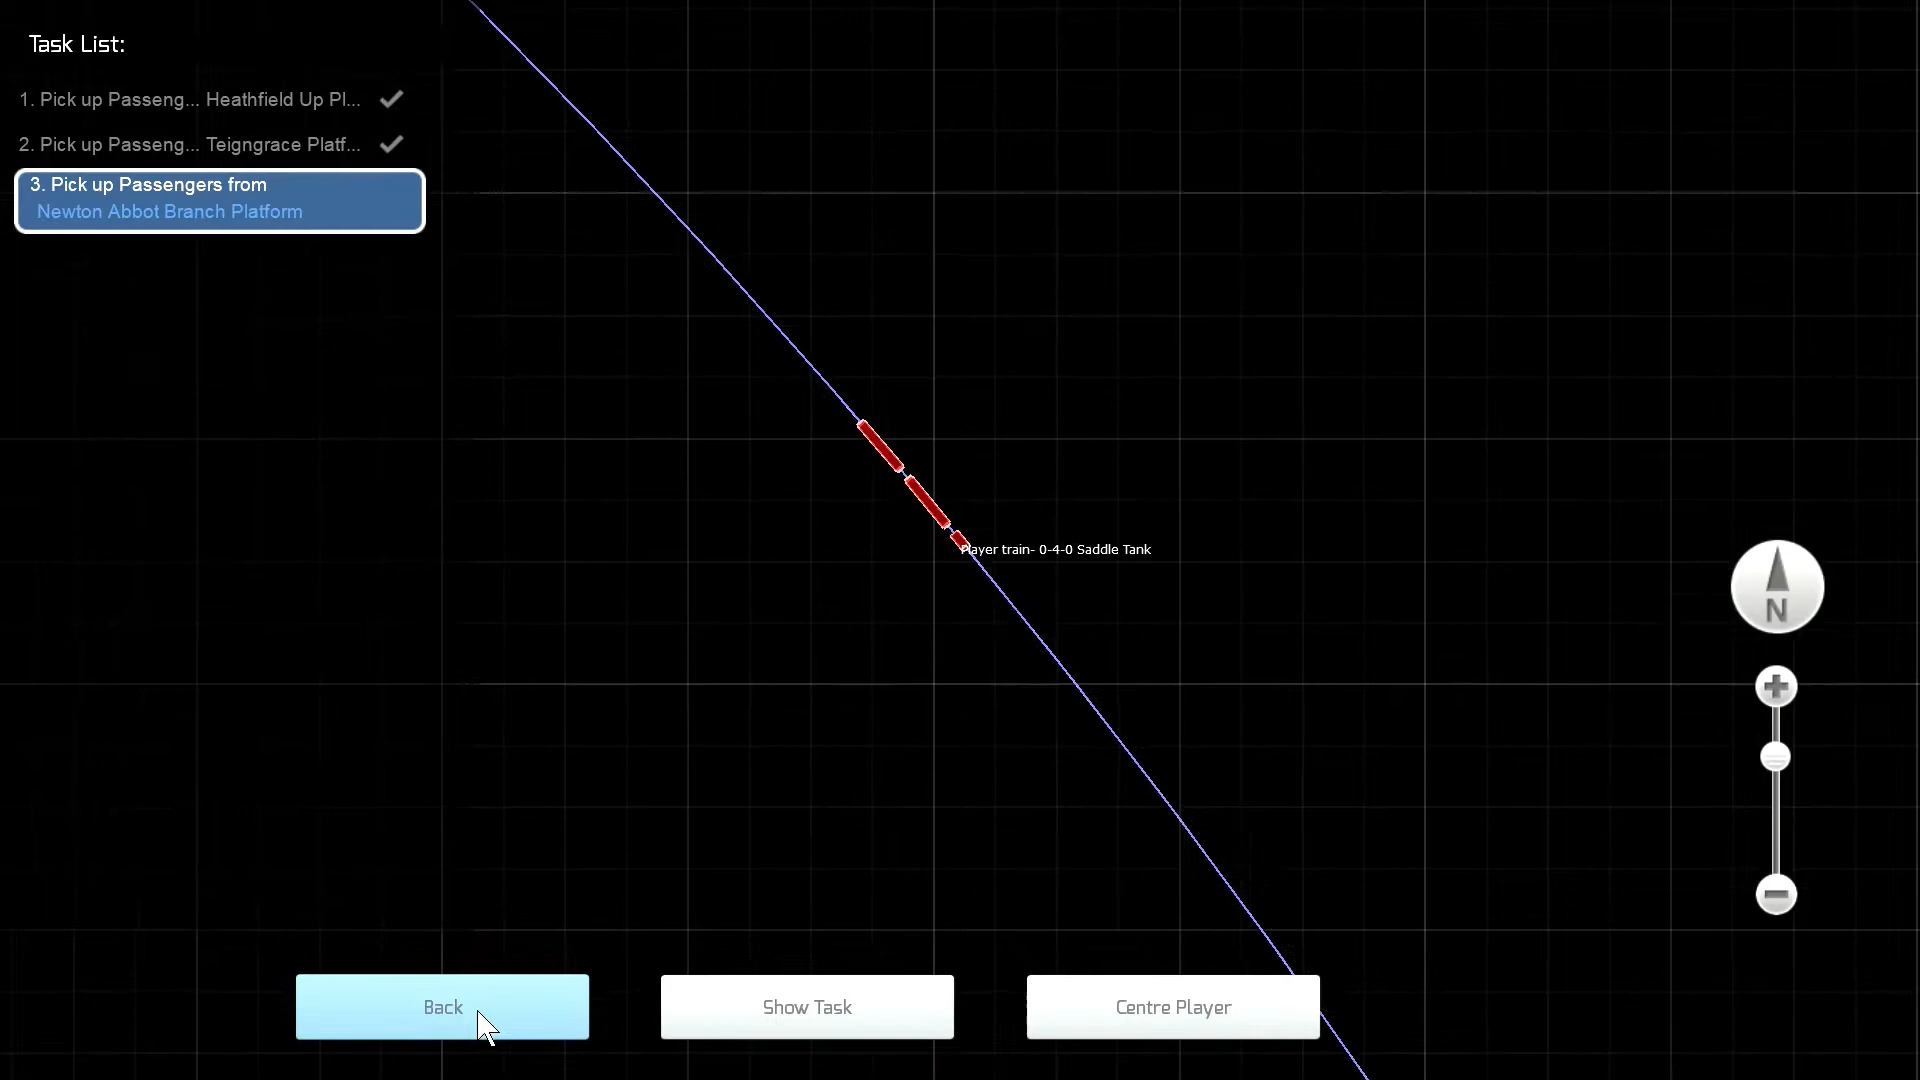 Task List:
1. Pick up Passeng... Heathfield Up Pl...
2. Pick up Passeng... Teigngrace Platf...
3. Pick up Passengers from
Newton Abbot Branch Platform
Player train- 0-4-0 Saddle Tank
N
Back
Show Task
Centre Player